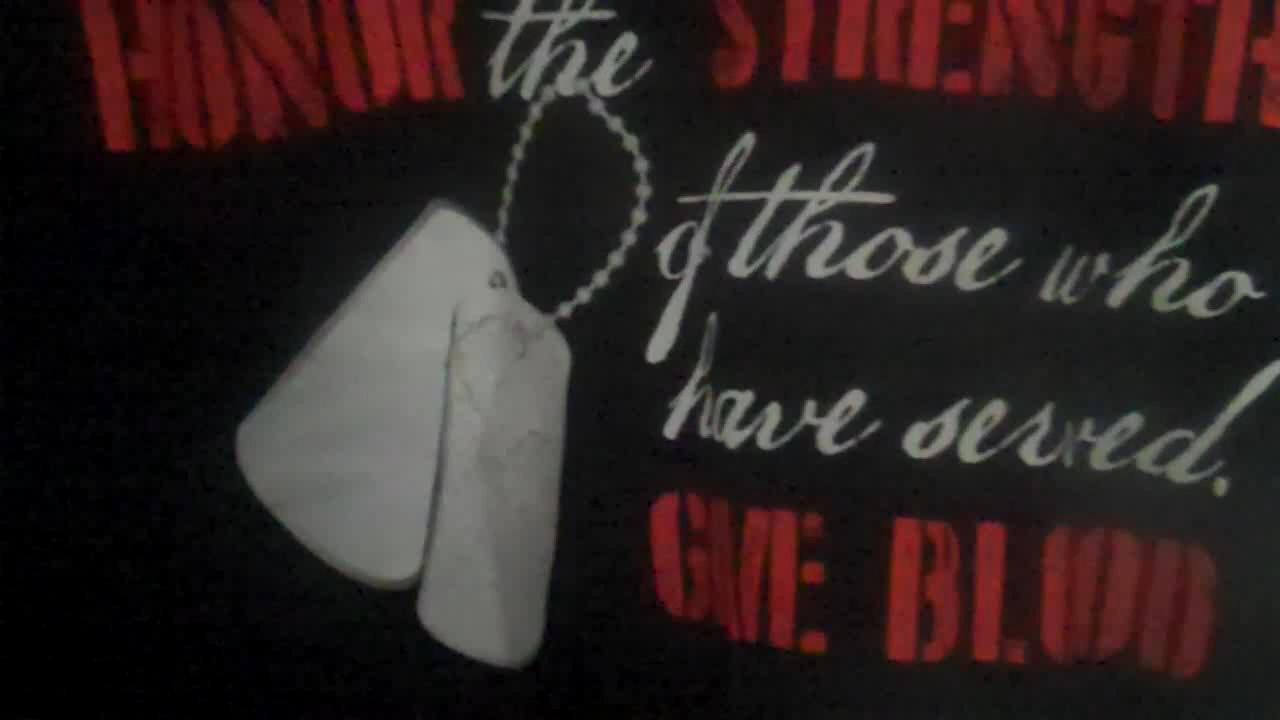 HONOR the STRENGTH
of those who
have served.
GIVE BLOOD